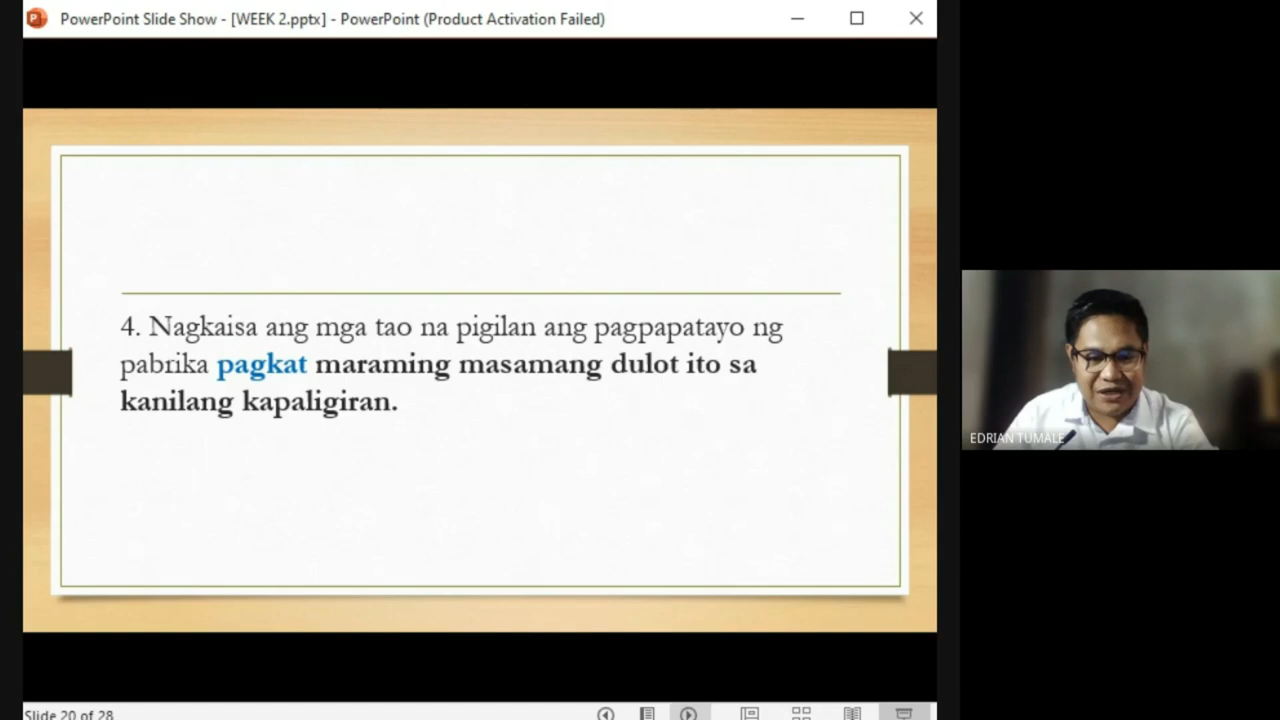 PowerPoint Slide Show - [WEEK 2.pptx] - PowerPoint (Product Activation Failed)
4. Nagkaisa ang mga tao na pigilan ang pagpapatayo ng
pabrika pagkat maraming masamang dulot ito sa
kanilang kapaligiran.
EDRIAN TUMALE
Slide 20 of 28